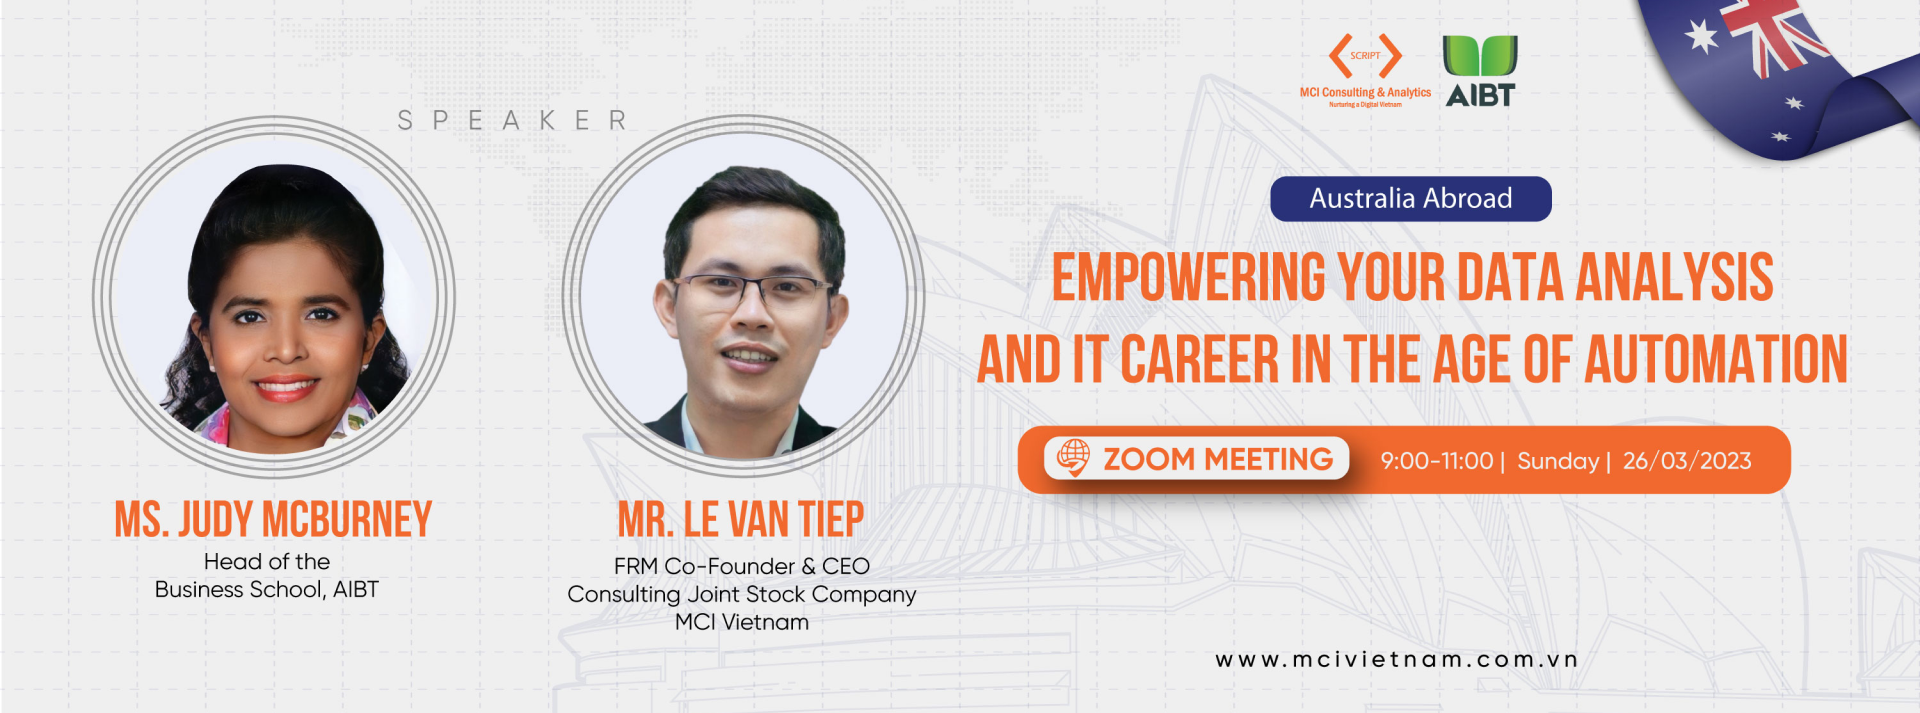 SPEAKER
MS. JUDY MCBURNEY
Head of the
Business School, AIBT
MR. LE VAN TIEP
FRM Co-Founder & CEO
Consulting Joint Stock Company
MCI Vietnam
SCRIPT
MCI Consulting & Analytics
Nurturing a Digital Vietnam
AIBT
Australia Abroad
EMPOWERING YOUR DATA ANALYSIS
AND IT CAREER IN THE AGE OF AUTOMATION
ZOOM MEETING
9:00-11:00 | Sunday | 26/03/2023
www.mcivietnam.com.vn